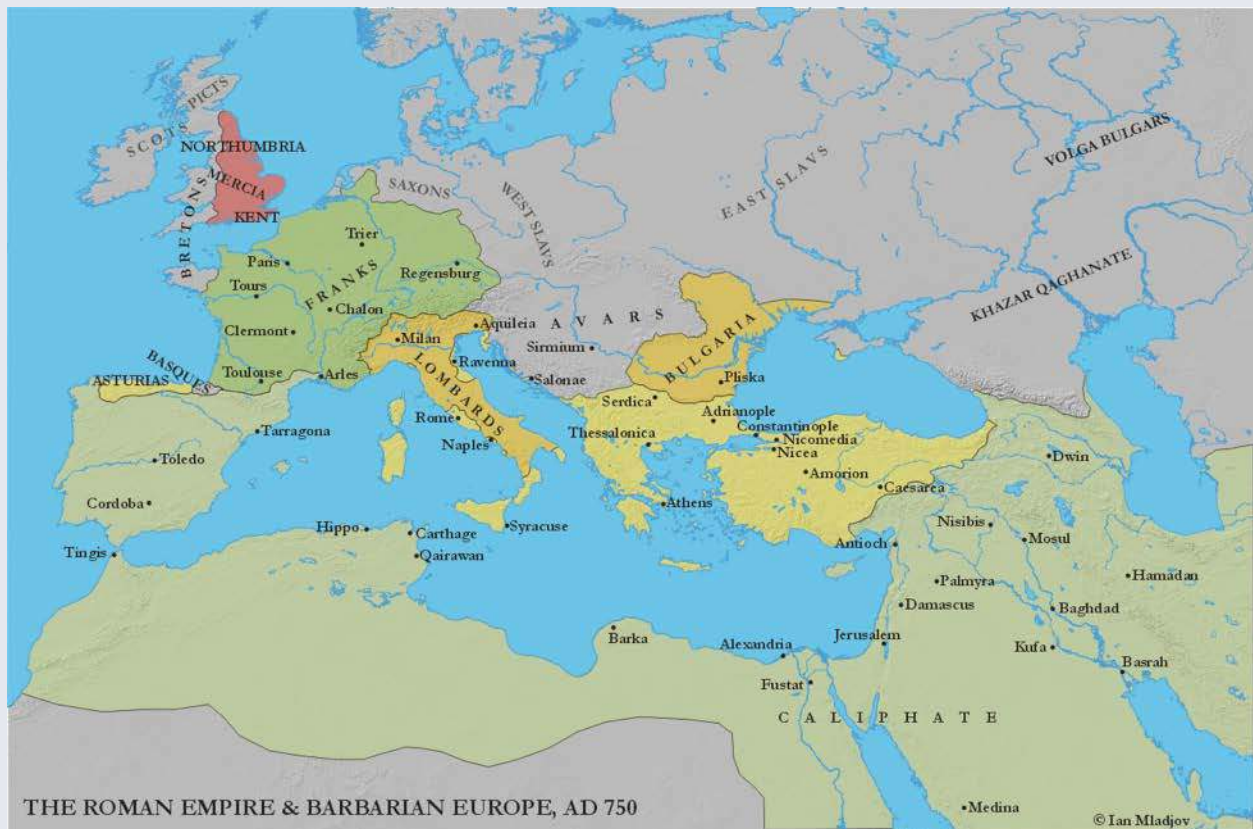 PICTS
SCOTS
NORTHUMBRIA
MERCIA
KENT
BRETONS
SAXONS
WEST SLAVS
EAST SLAVS
VOLGA BULGARS
KHAZAR QAGHANATE
Trier
Paris
Regensburg
Tours
FRANKS
Chalon
Clermont
Toulouse
Arles
BASQUES
ASTURIAS
AVARS
Aquileia
Milan
Sirmium
Ravenna
Salonae
LOMBARDS
BULGARIA
Pliska
Serdica
Adrianople
Rome
Naples
Thessalonica
Constantinople
Nicomedia
Nicea
Amorion
Caesarea
Dwin
Tarragona
Toledo
Cordoba
Tingis
Hippo
Carthage
Qairawan
Syracuse
Athens
Antioch
Nisibis
Mosul
Hamadan
Palmyra
Damascus
Baghdad
Barka
Alexandria
Jerusalem
Kufa
Basrah
Fustat
CALIPHATE
Medina
THE ROMAN EMPIRE & BARBARIAN EUROPE, AD 750
© Ian Mladjov